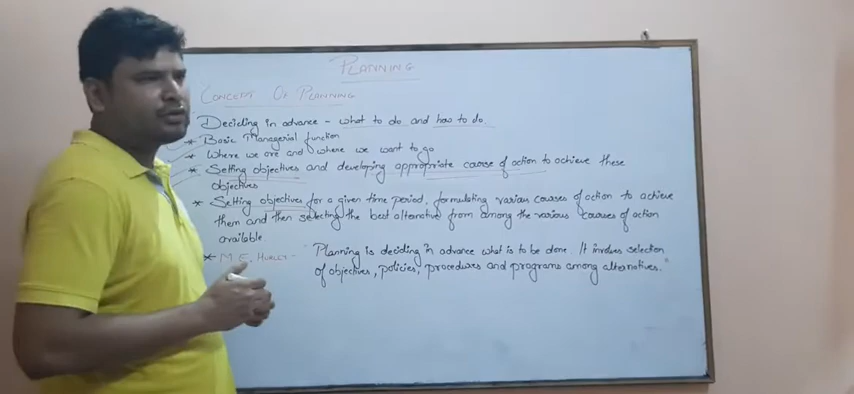 PLANNING
CONCEPT OF PLANNING
Deciding in advance - what to do and how to do.
* Basic Managerial function
* Where we are and where we want to go
* Setting objectives and developing appropriate course of action to achieve these
objectives
* Setting objectives for a given time period, formulating various courses of action to achieve
them and then selecting the best alternative from among the various courses of action
available.
* M. E. HURLEY - "Planning is deciding in advance what is to be done. It involves selection
of objectives, policies, procedures and programs among alternatives."